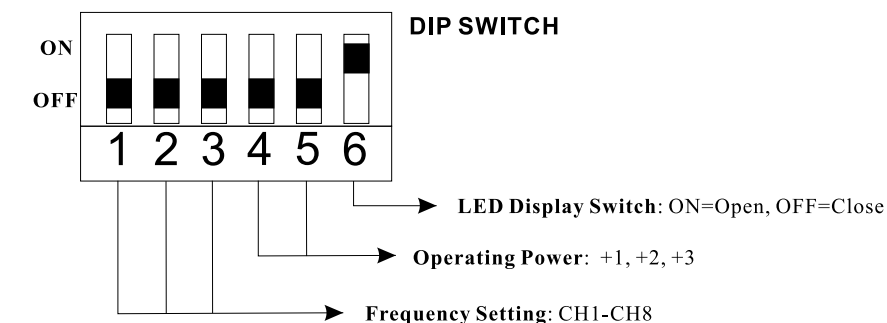 DIP SWITCH
ON
OFF
1 2 3 4 5 6
LED Display Switch: ON=Open, OFF=Close
Operating Power: +1, +2, +3
Frequency Setting: CH1-CH8